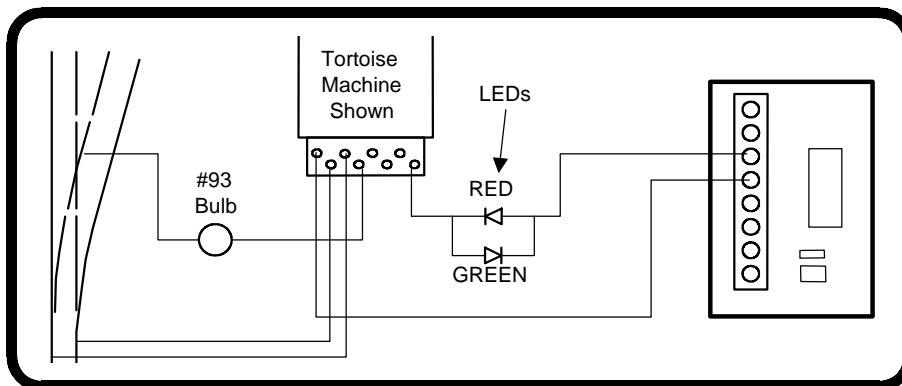 Tortoise
Machine
Shown
LEDs
#93
Bulb
RED
GREEN